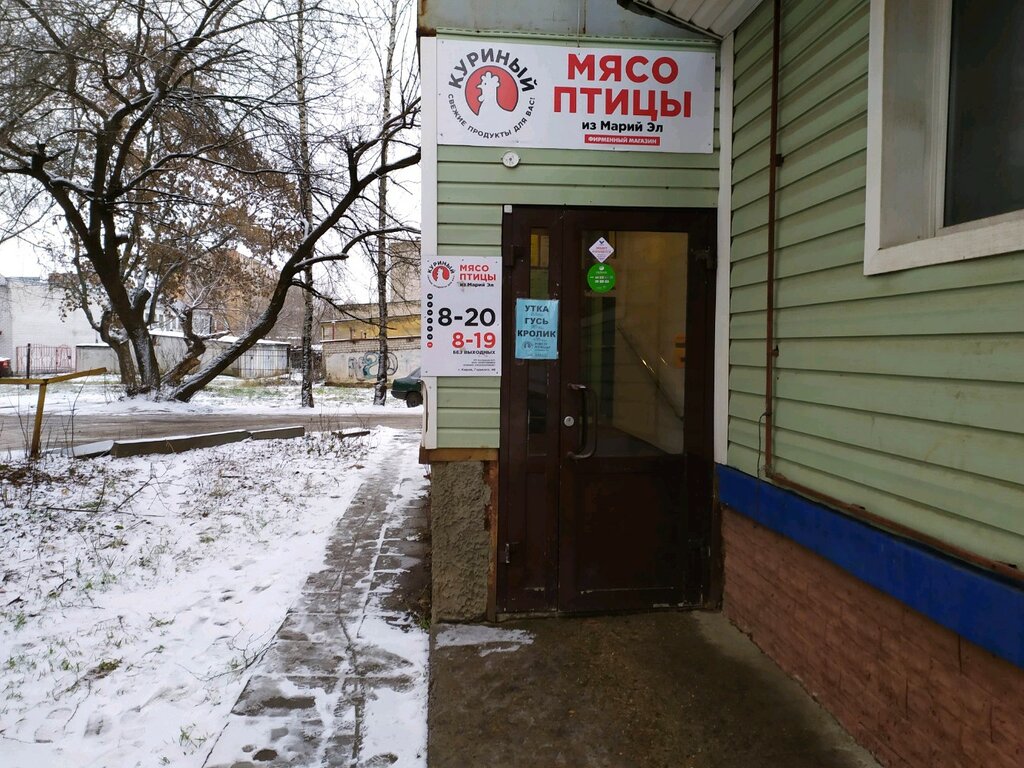 КУРИНЫЙ
СВЕЖИЕ ПРОДУКТЫ ДЛЯ ВАС!
МЯСО
ПТИЦЫ
из Марий Эл
ФИРМЕННЫЙ МАГАЗИН
КУРИНЫЙ
МЯСО
ПТИЦЫ
из Марий Эл
8-20
8-19
БЕЗ ВЫХОДНЫХ
УТКА
ГУСЬ
КРОЛИК